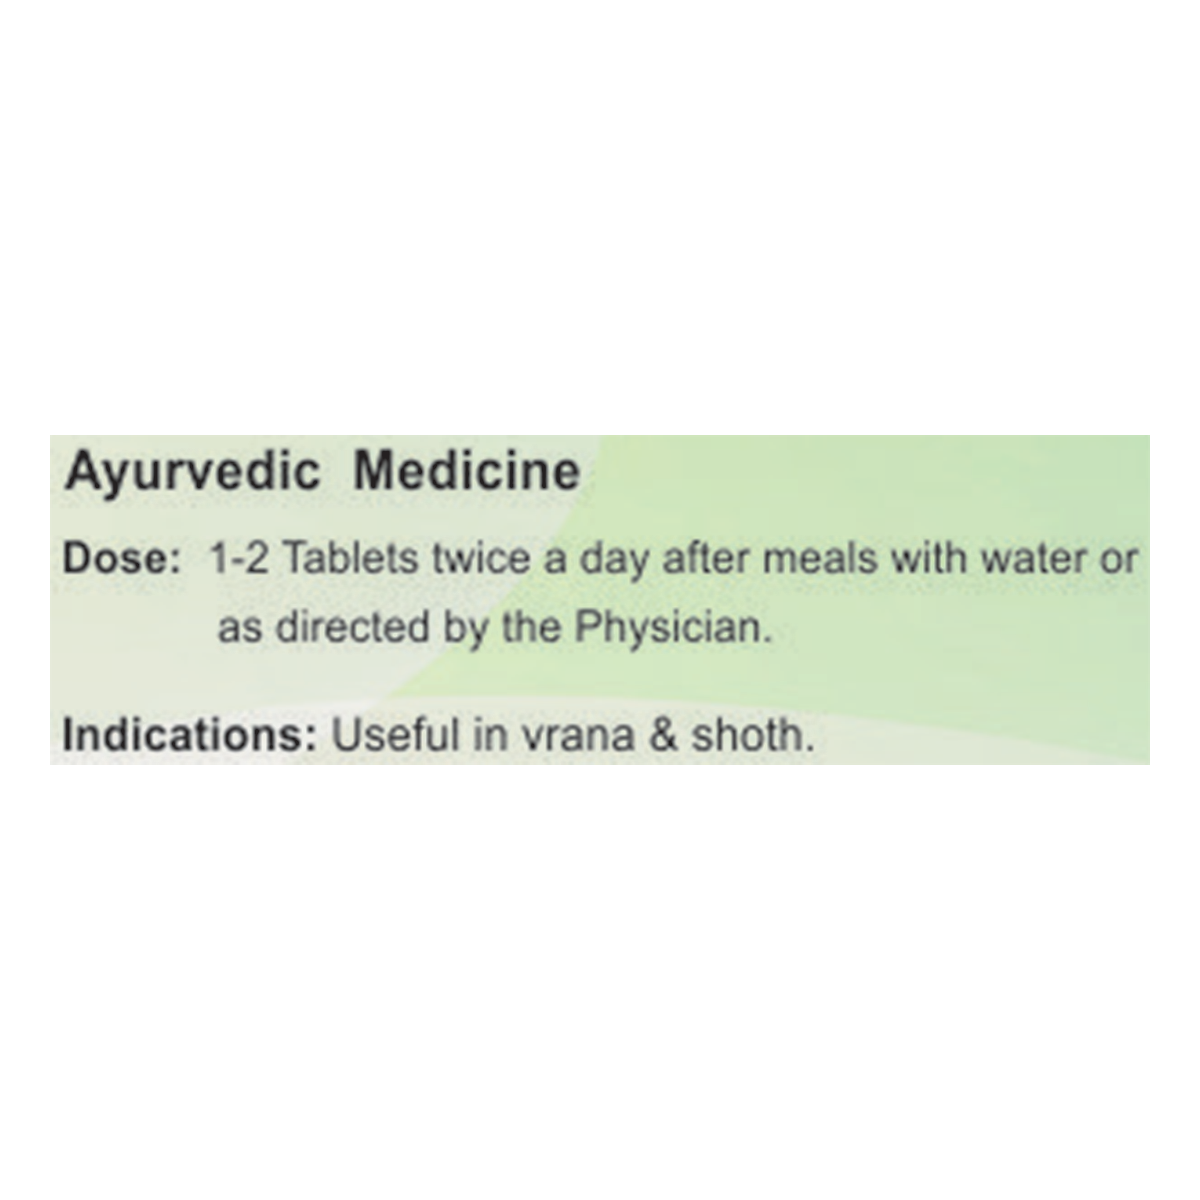 Ayurvedic Medicine
Dose: 1-2 Tablets twice a day after meals with water or
as directed by the Physician.
Indications: Useful in vrana & shoth.